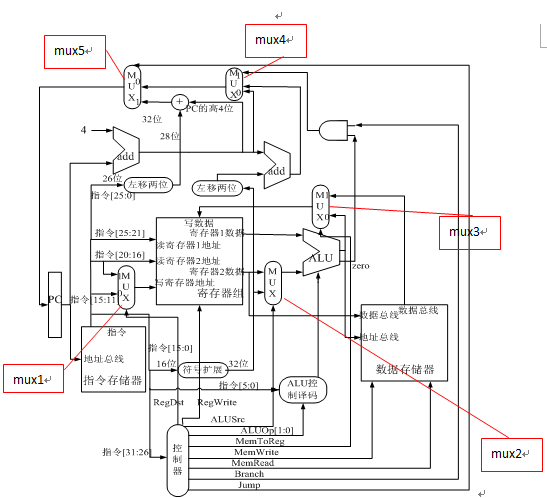 mux5
mux4
M
U
X
0
1
M
U
X
1
0
+
PC的高4位
32位
4
28位
add
add
26位
左移两位
左移两位
指令[25:0]
M1
U
X0
写数据
指令[25:21]
寄存器1数据
读寄存器1地址
mux3
指令[20:16]
读寄存器2地址
ALU
寄存器2数据
zero
1M
U
0X
M
U
X
写寄存器地址
寄存器组
PC
指令[15:11]
数据总线
数据总线
指令
指令[15:0]
地址总线
地址总线
16位
符号扩展
32位
数据存储器
mux1
指令存储器
指令[5:0]
ALU控
制译码
RegDst
RegWrite
ALUSrc
ALUOp[1:0]
mux2
MemToReg
指令[31:26]
控
制
器
MemWrite
MemRead
Branch
Jump